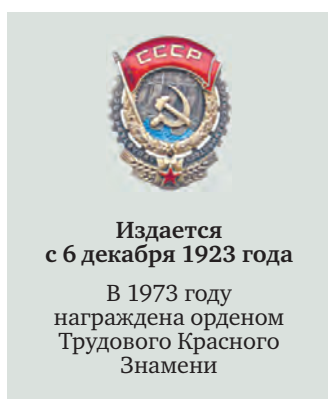 СССР
Издается
с 6 декабря 1923 года
В 1973 году
награждена орденом
Трудового Красного
Знамени